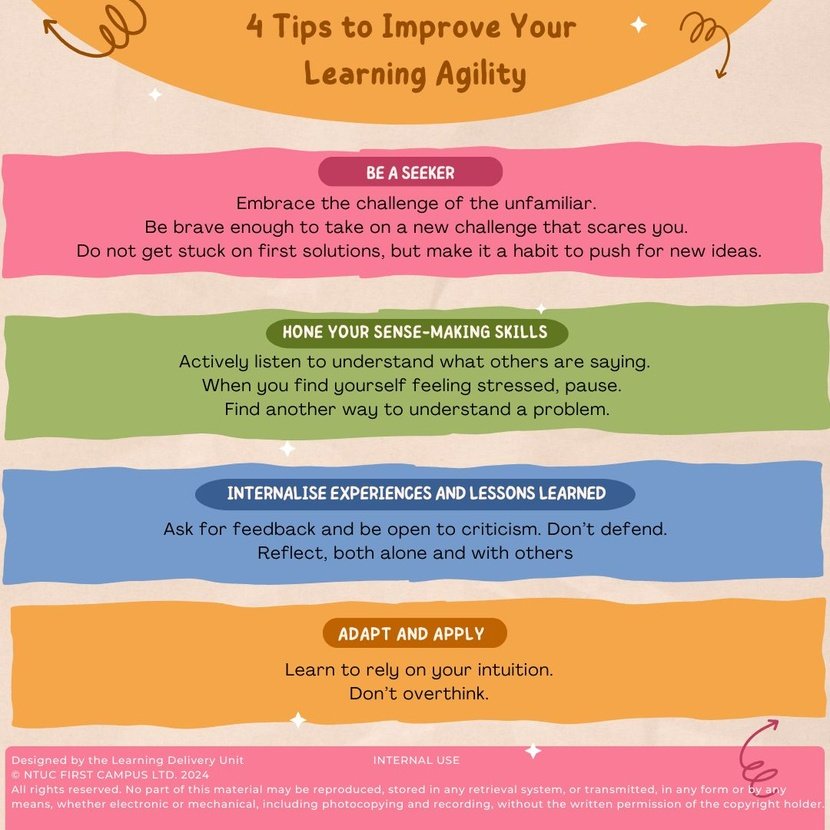 4 Tips to Improve Your
Learning Agility
BE A SEEKER
Embrace the challenge of the unfamiliar.
Be brave enough to take on a new challenge that scares you.
Do not get stuck on first solutions, but make it a habit to push for new ideas.
HONE YOUR SENSE-MAKING SKILLS
Actively listen to understand what others are saying.
When you find yourself feeling stressed, pause.
Find another way to understand a problem.
INTERNALISE EXPERIENCES AND LESSONS LEARNED
Ask for feedback and be open to criticism. Don't defend.
Reflect, both alone and with others
ADAPT AND APPLY
Learn to rely on your intuition.
Don't overthink.
Designed by the Learning Delivery Unit INTERNAL USE
© NTUC FIRST CAMPUS LTD. 2024
All rights reserved. No part of this material may be reproduced, stored in any retrieval system, or transmitted, in any form or by any
means, whether electronic or mechanical, including photocopying and recording, without the written permission of the copyright holder.